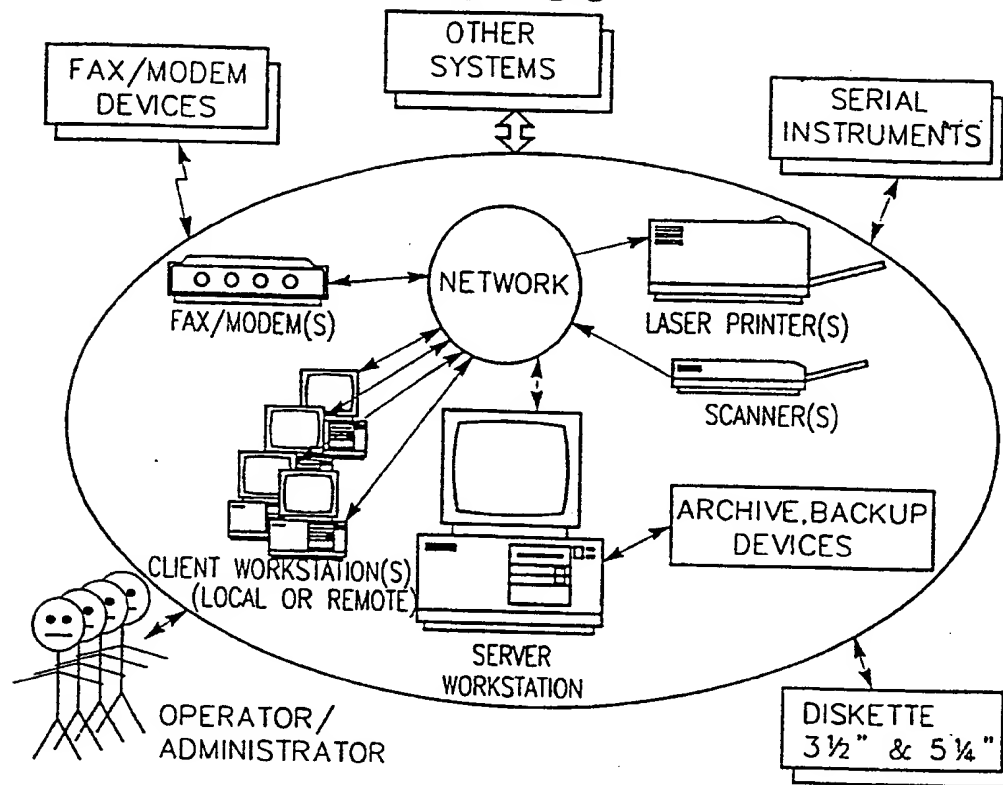 OTHER
SYSTEMS
FAX/MODEM
DEVICES
SERIAL
INSTRUMENTS
NETWORK
FAX/MODEM(S)
LASER PRINTER(S)
SCANNER(S)
ARCHIVE,BACKUP
DEVICES
CLIENT WORKSTATION(S)
(LOCAL OR REMOTE)
SERVER
WORKSTATION
OPERATOR/
ADMINISTRATOR
DISKETTE
3½" & 5¼"